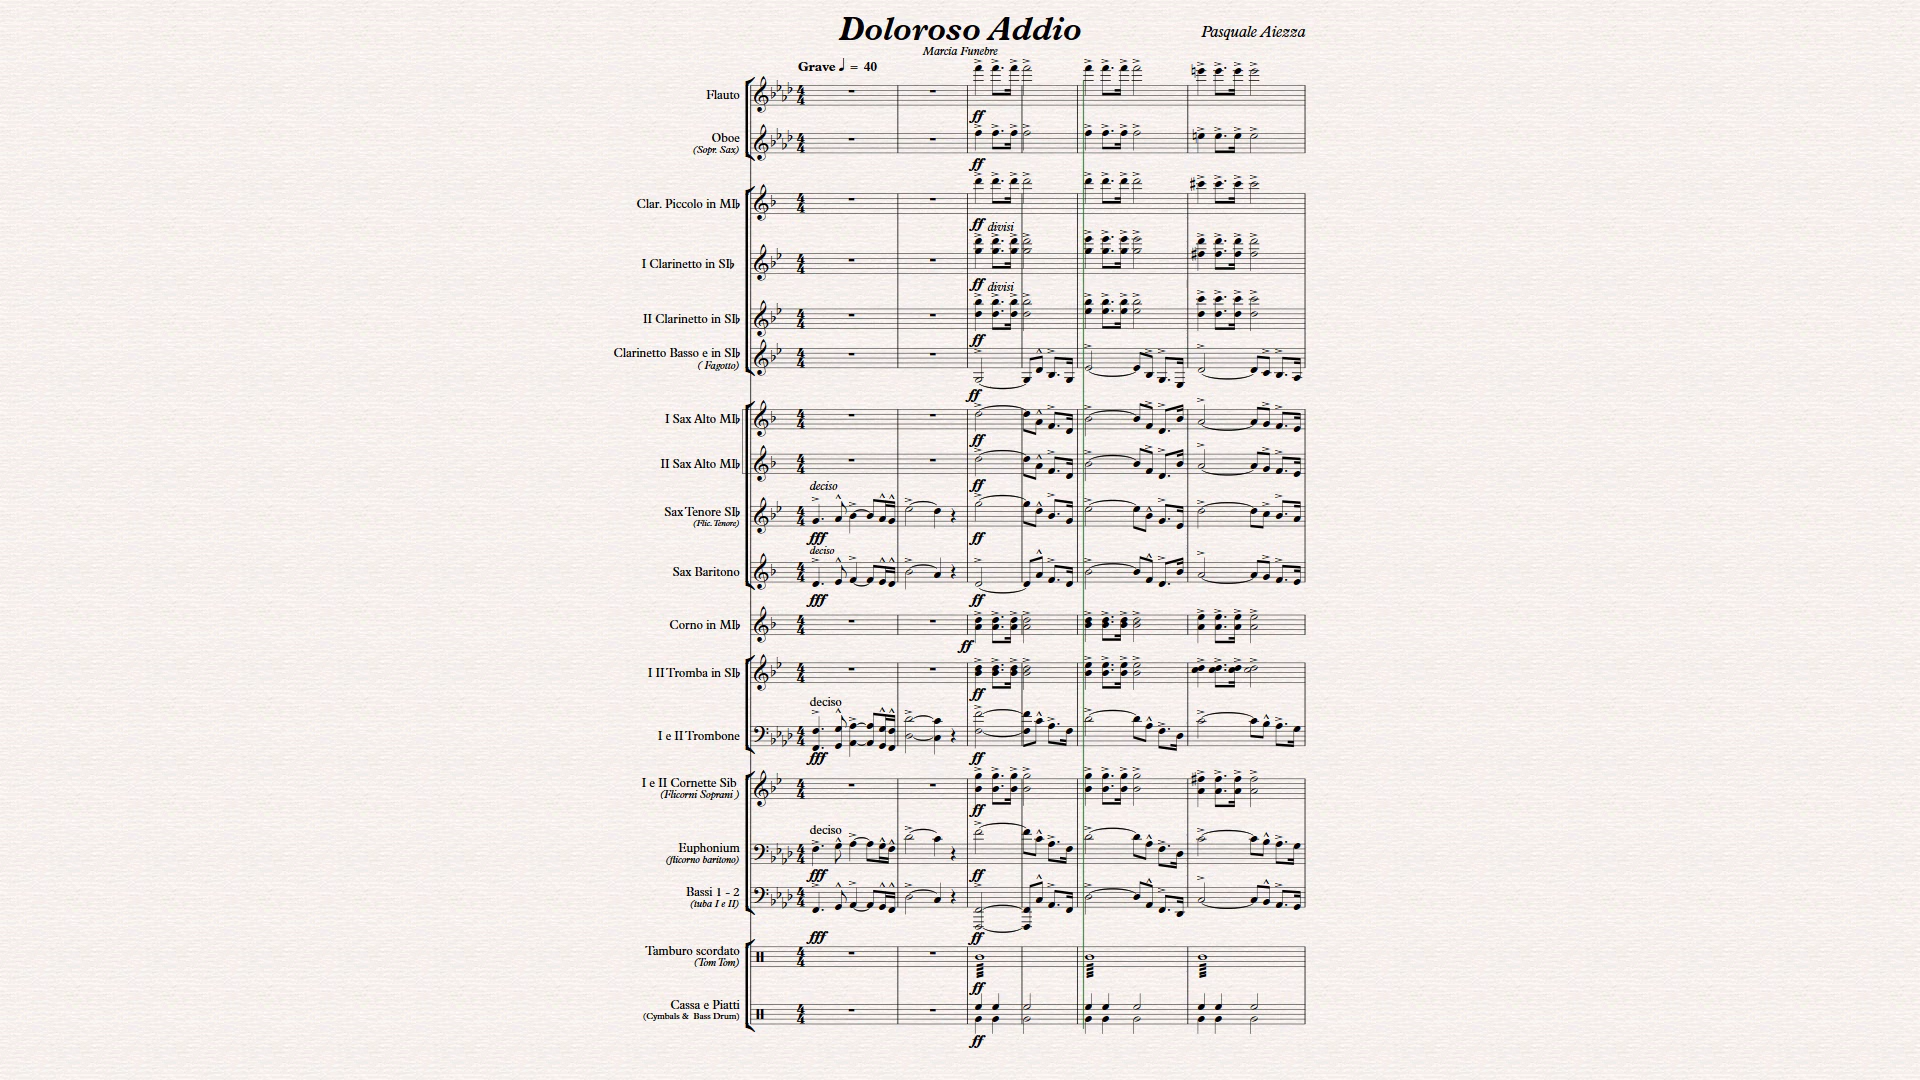 Doloroso Addio
Pasquale Aiezza
Marcia Funebre
Grave ♩ = 40
Flauto
ff
Oboe
(Sopr. Sax)
ff
Clar. Piccolo in MI♭
ff divisi
I Clarinetto in SI♭
ff divisi
II Clarinetto in SI♭
ff
Clarinetto Basso e in SI♭
( Fagotto)
ff
I Sax Alto MI♭
ff
II Sax Alto MI♭
ff
deciso
Sax Tenore SI♭
(Flic. Tenore)
fff ff
deciso
Sax Baritono
fff ff
Corno in MI♭
ff
I II Tromba in SI♭
ff
deciso
I e II Trombone
fff ff
I e II Cornette Sib
(Flicorni Soprani )
ff
deciso
Euphonium
(flicorno baritono)
fff ff
Bassi 1 - 2
(tuba I e II)
fff ff
Tamburo scordato
(Tom Tom)
ff
Cassa e Piatti
(Cymbals & Bass Drum)
ff